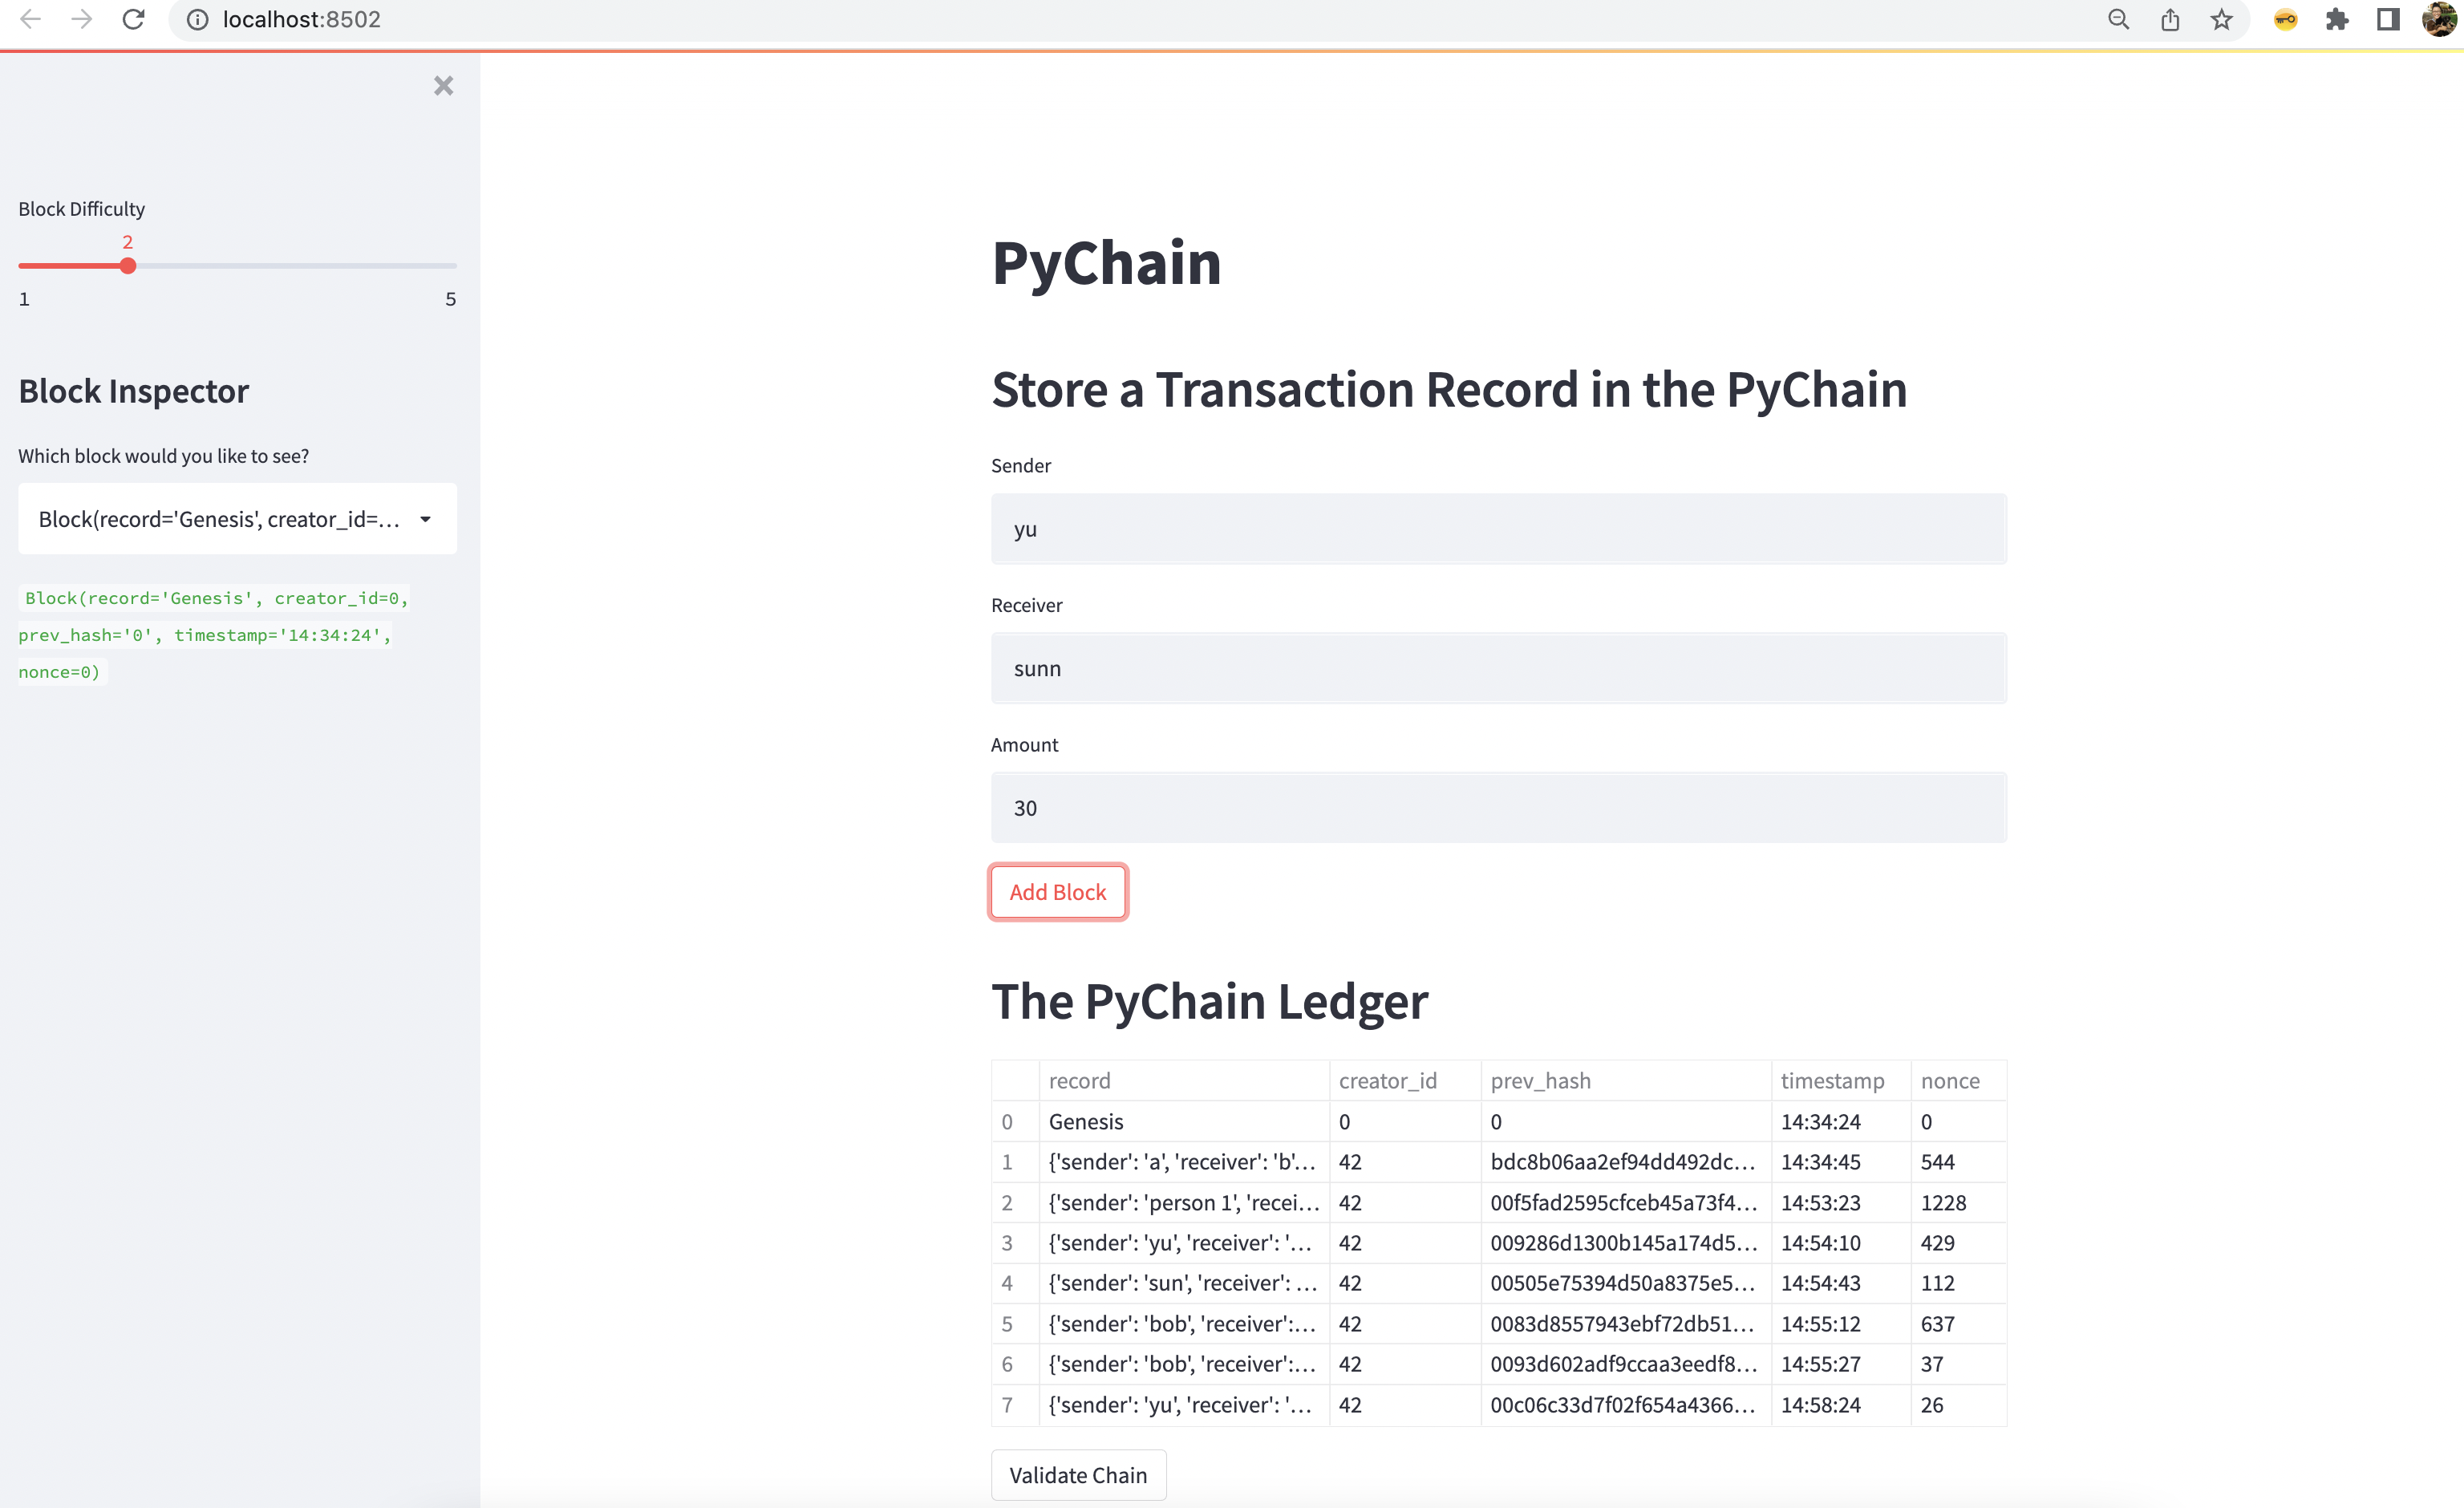 localhost:8502
Block Difficulty
2
1 5
Block Inspector
Which block would you like to see?
Block(record='Genesis', creator_id=...
Block(record='Genesis', creator_id=0,
prev_hash='0', timestamp='14:34:24',
nonce=0)
PyChain
Store a Transaction Record in the PyChain
Sender
yu
Receiver
sunn
Amount
30
Add Block
The PyChain Ledger
record creator_id prev_hash timestamp nonce
0 Genesis 0 0 14:34:24 0
1 {'sender': 'a', 'receiver': 'b'... 42 bdc8b06aa2ef94dd492dc... 14:34:45 544
2 {'sender': 'person 1', 'recei... 42 00f5fad2595cfceb45a73f4... 14:53:23 1228
3 {'sender': 'yu', 'receiver': '... 42 009286d1300b145a174d5... 14:54:10 429
4 {'sender': 'sun', 'receiver': ... 42 00505e75394d50a8375e5... 14:54:43 112
5 {'sender': 'bob', 'receiver':... 42 0083d8557943ebf72db51... 14:55:12 637
6 {'sender': 'bob', 'receiver':... 42 0093d602adf9ccaa3eedf8... 14:55:27 37
7 {'sender': 'yu', 'receiver': '... 42 00c06c33d7f02f654a4366... 14:58:24 26
Validate Chain